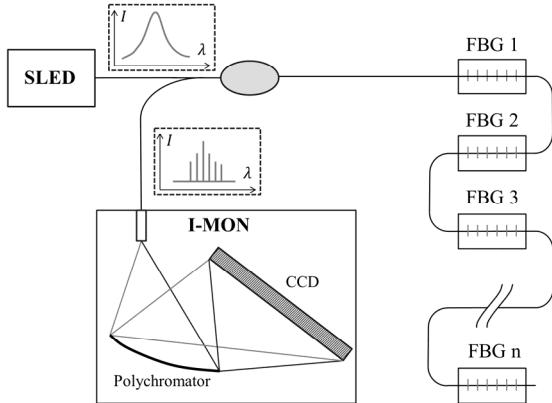 I
λ
SLED
FBG 1
FBG 2
I
λ
FBG 3
I-MON
CCD
FBG n
Polychromator